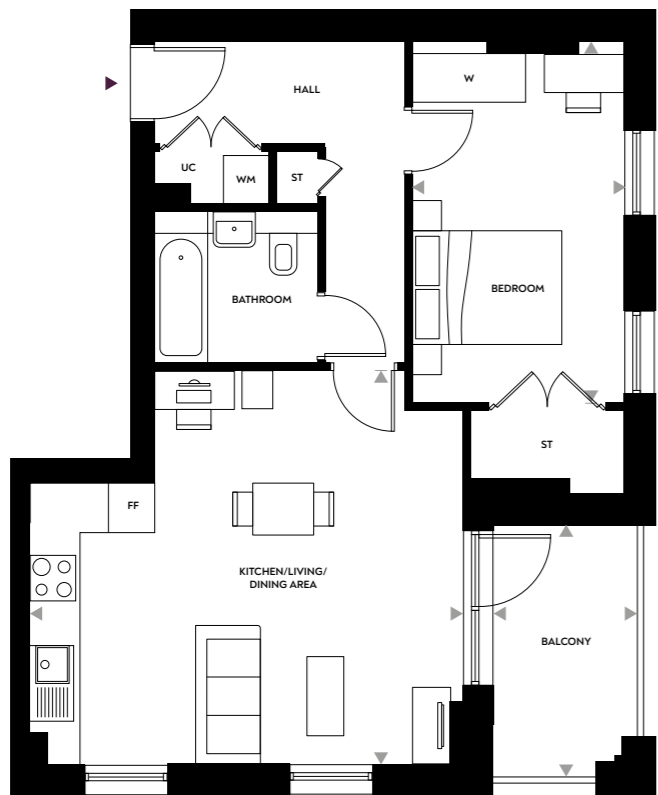 HALL
W
UC
WM
ST
BEDROOM
BATHROOM
ST
FF
KITCHEN/LIVING/
DINING AREA
BALCONY